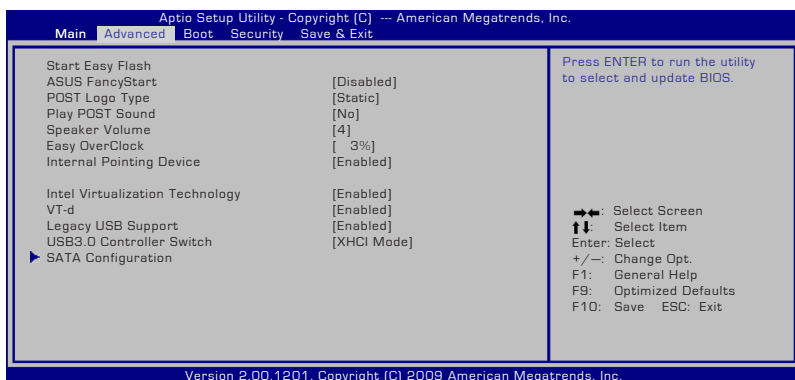 Aptio Setup Utility - Copyright (C) --- American Megatrends, Inc.
Main Advanced Boot Security Save & Exit
Start Easy Flash
ASUS FancyStart [Disabled]
POST Logo Type [Static]
Play POST Sound [No]
Speaker Volume [4]
Easy OverClock [ 3%]
Internal Pointing Device [Enabled]
Intel Virtualization Technology [Enabled]
VT-d [Enabled]
Legacy USB Support [Enabled]
USB3.0 Controller Switch [XHCI Mode]
SATA Configuration
Press ENTER to run the utility
to select and update BIOS.
→←: Select Screen
↑↓: Select Item
Enter: Select
+/—: Change Opt.
F1: General Help
F9: Optimized Defaults
F10: Save ESC: Exit
Version 2.00.1201. Copyright (C) 2009 American Megatrends, Inc.